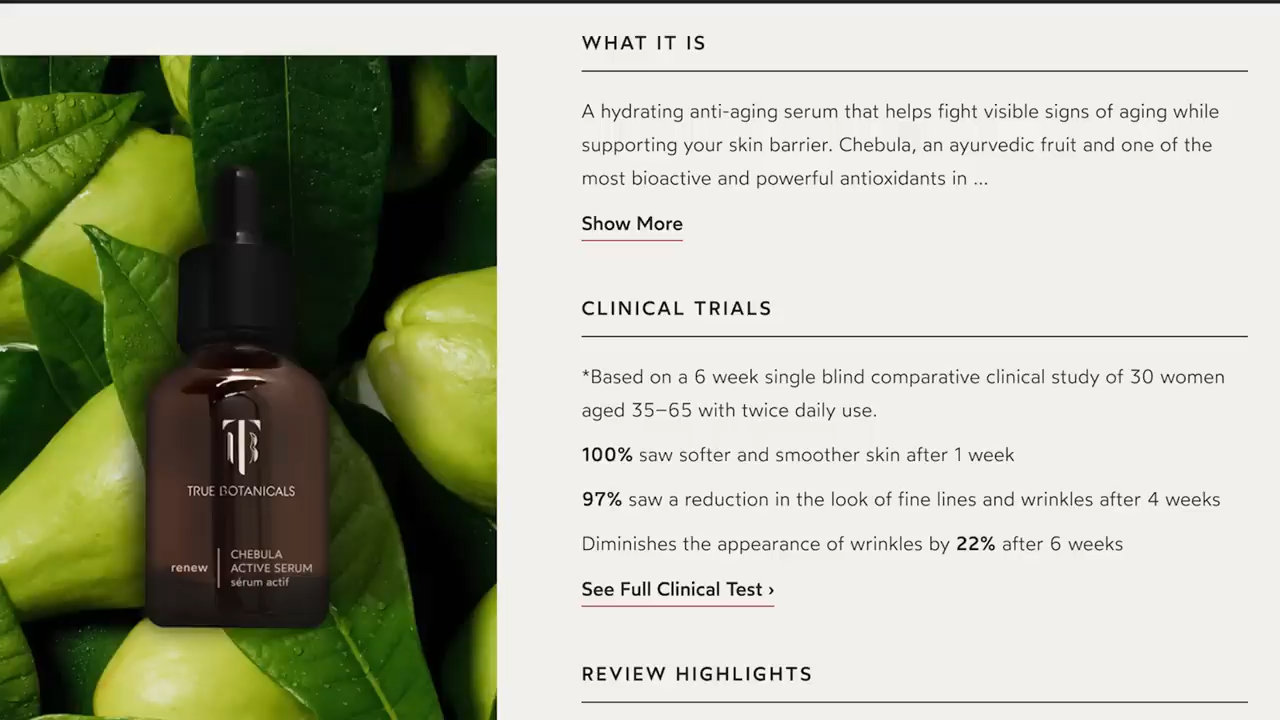 WHAT IT IS
A hydrating anti-aging serum that helps fight visible signs of aging while
supporting your skin barrier. Chebula, an ayurvedic fruit and one of the
most bioactive and powerful antioxidants in ...
Show More
CLINICAL TRIALS
*Based on a 6 week single blind comparative clinical study of 30 women
aged 35–65 with twice daily use.
100% saw softer and smoother skin after 1 week
97% saw a reduction in the look of fine lines and wrinkles after 4 weeks
Diminishes the appearance of wrinkles by 22% after 6 weeks
See Full Clinical Test ›
REVIEW HIGHLIGHTS
TB
TRUE BOTANICALS
renew
CHEBULA
ACTIVE SERUM
sérum actif